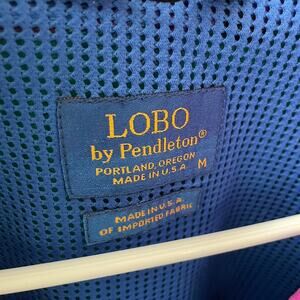 LOBO
by Pendleton®
PORTLAND, OREGON
MADE IN U.S.A. M
MADE IN U.S.A.
OF IMPORTED FABRIC